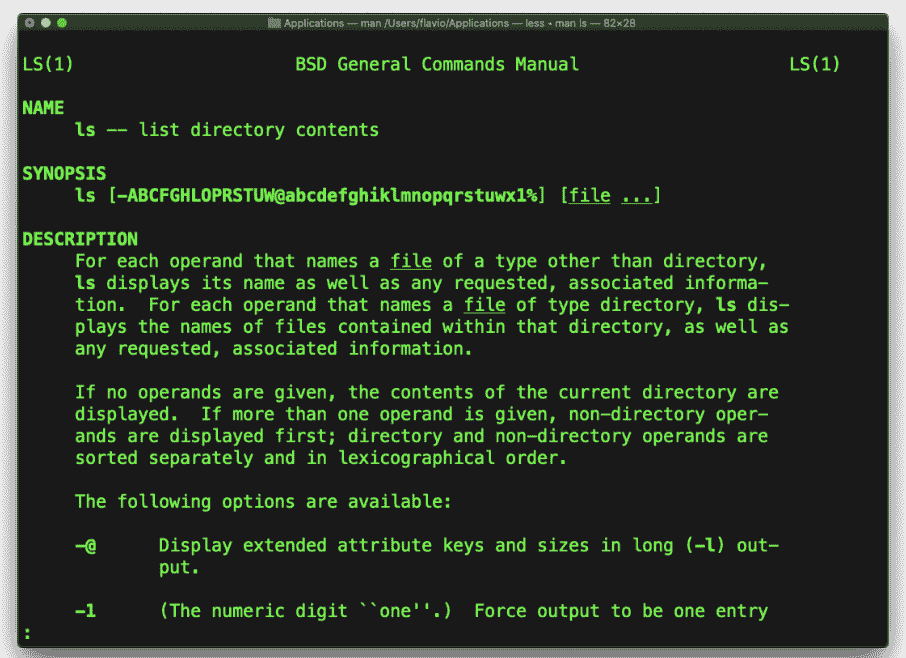 Applications — man /Users/flavio/Applications — less • man ls — 82×28
LS(1)                     BSD General Commands Manual                    LS(1)
NAME
     ls -- list directory contents
SYNOPSIS
     ls [-ABCFGHLOPRSTUW@abcdefghiklmnopqrstuwx1%] [file ...]
DESCRIPTION
     For each operand that names a file of a type other than directory,
     ls displays its name as well as any requested, associated informa-
     tion.  For each operand that names a file of type directory, ls dis-
     plays the names of files contained within that directory, as well as
     any requested, associated information.
     If no operands are given, the contents of the current directory are
     displayed.  If more than one operand is given, non-directory oper-
     ands are displayed first; directory and non-directory operands are
     sorted separately and in lexicographical order.
     The following options are available:
     -@      Display extended attribute keys and sizes in long (-l) out-
             put.
     -1      (The numeric digit ``one''.)  Force output to be one entry
: